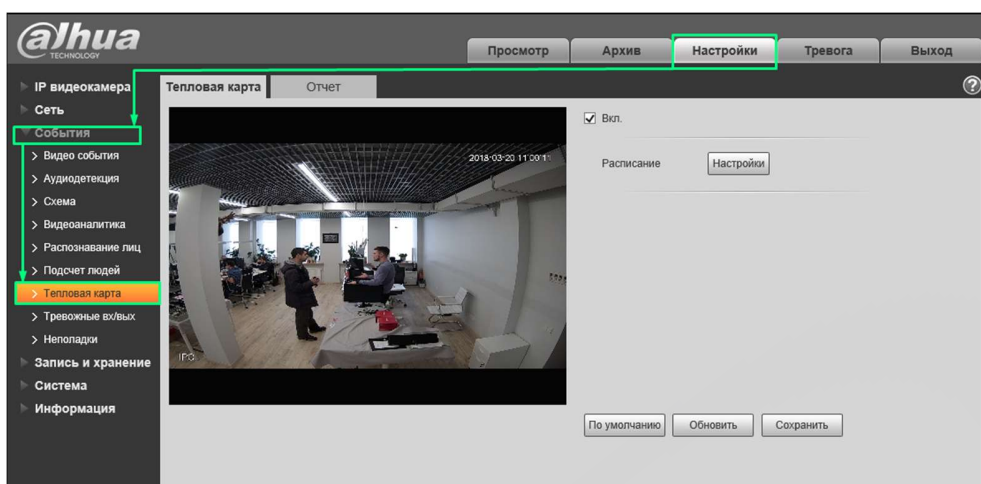 alhua
TECHNOLOGY
Просмотр Архив Настройки Тревога Выход
IP видеокамера
Сеть
События
Видео события
Аудиодетекция
Схема
Видеоаналитика
Распознавание лиц
Подсчет людей
Тепловая карта
Тревожные вх/вых
Неполадки
Запись и хранение
Система
Информация
Тепловая карта Отчет
?
2018-03-20 11:00:11
IPC
Вкл.
Расписание Настройки
По умолчанию Обновить Сохранить